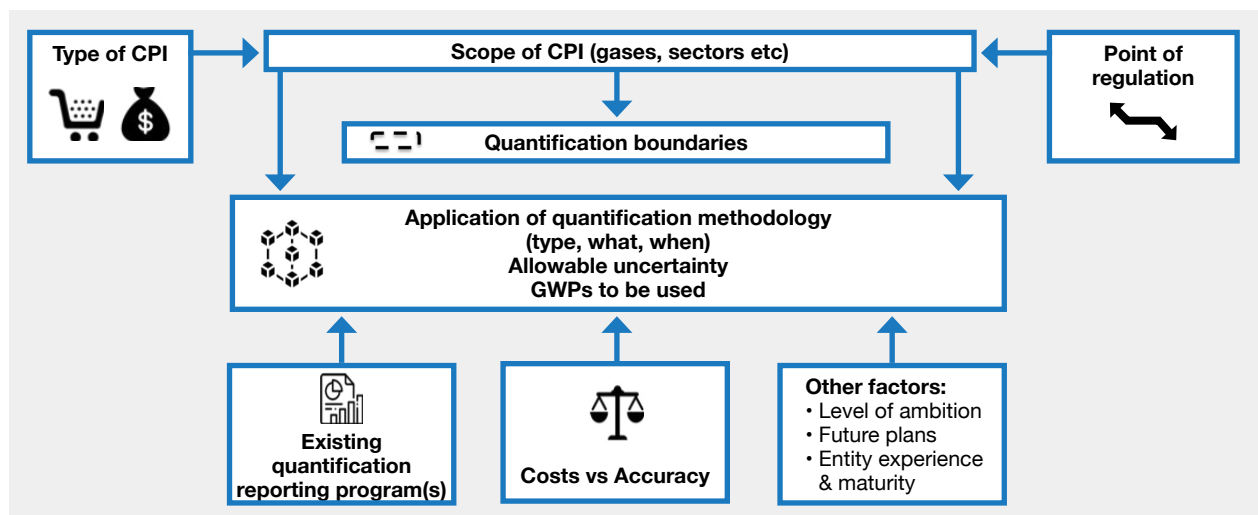 Type of CPI
$
Scope of CPI (gases, sectors etc)
Point of
regulation
Quantification boundaries
Application of quantification methodology
(type, what, when)
Allowable uncertainty
GWPs to be used
Existing
quantification
reporting program(s)
Costs vs Accuracy
Other factors:
• Level of ambition
• Future plans
• Entity experience
& maturity